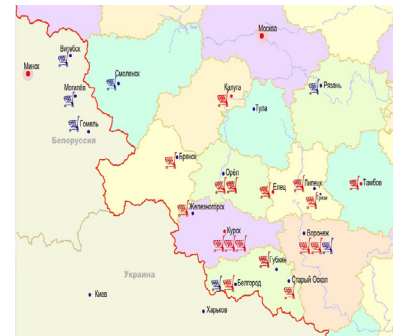 Москва
Витебск
Минск
Смоленск
Могилёв
Калуга
Рязань
Тула
Гомель
Белоруссия
Брянск
Орёл
Елец
Липецк
Тамбов
Грязи
Железногорск
Курск
Воронеж
Губкин
Украина
Белгород
Старый Оскол
Киев
Харьков